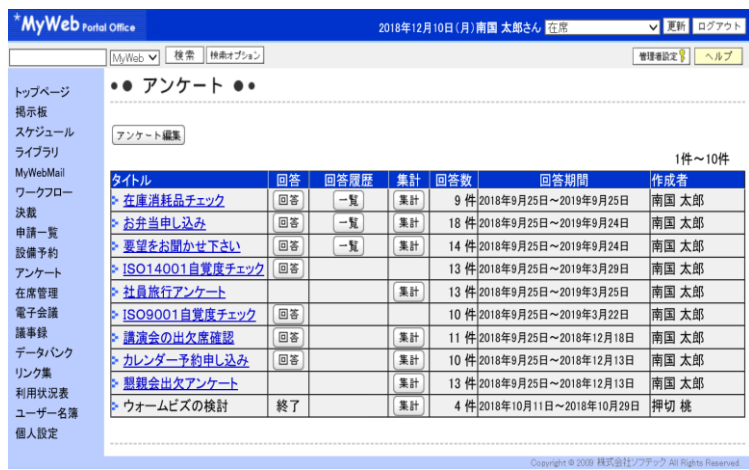 *MyWeb Portal Office
2018年12月10日(月)南国 太郎さん 在席 更新 ログアウト
MyWeb 検索 検索オプション 管理者設定 ヘルプ
トップページ
掲示板
スケジュール
ライブラリ
MyWebMail
ワークフロー
決裁
申請一覧
設備予約
アンケート
在席管理
電子会議
議事録
データバンク
リンク集
利用状況表
ユーザー名簿
個人設定
●● アンケート ●●
アンケート編集
1件～10件
タイトル 回答 回答履歴 集計 回答数 回答期間 作成者
在庫消耗品チェック 回答 一覧 集計 9 件 2018年9月25日～2019年9月25日 南国 太郎
お弁当申し込み 回答 一覧 集計 18 件 2018年9月25日～2019年9月24日 南国 太郎
要望をお聞かせ下さい 回答 一覧 集計 14 件 2018年9月25日～2019年9月24日 南国 太郎
ISO14001自覚度チェック 回答 13 件 2018年9月25日～2019年3月29日 南国 太郎
社員旅行アンケート 集計 13 件 2018年9月25日～2019年3月25日 南国 太郎
ISO9001自覚度チェック 回答 10 件 2018年9月25日～2019年3月22日 南国 太郎
講演会の出欠席確認 回答 集計 11 件 2018年9月25日～2018年12月18日 南国 太郎
カレンダー予約申し込み 回答 集計 10 件 2018年9月25日～2018年12月13日 南国 太郎
懇親会出欠アンケート 集計 13 件 2018年9月25日～2018年12月13日 南国 太郎
ウォームビズの検討 終了 集計 4 件 2018年10月11日～2018年10月29日 押切 桃
Copyright © 2009 株式会社ソフテック All Rights Reserved